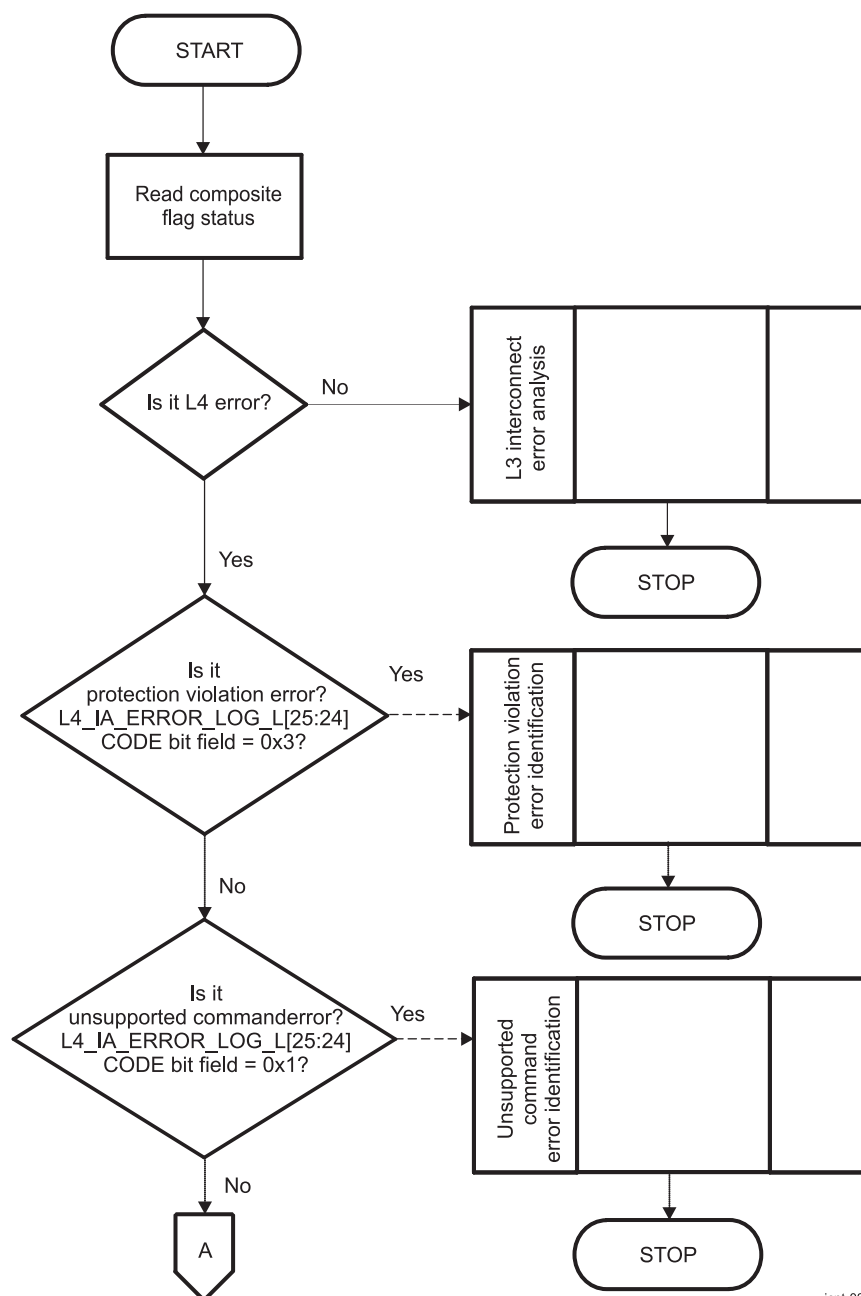 START
Read composite
flag status
Is it L4 error?
No
L3 interconnect
error analysis
STOP
Yes
Is it
protection violation error?
L4_IA_ERROR_LOG_L[25:24]
CODE bit field = 0x3?
Yes
Protection violation
error identification
STOP
No
Is it
unsupported commanderror?
L4_IA_ERROR_LOG_L[25:24]
CODE bit field = 0x1?
Yes
Unsupported
command
error identification
STOP
No
A